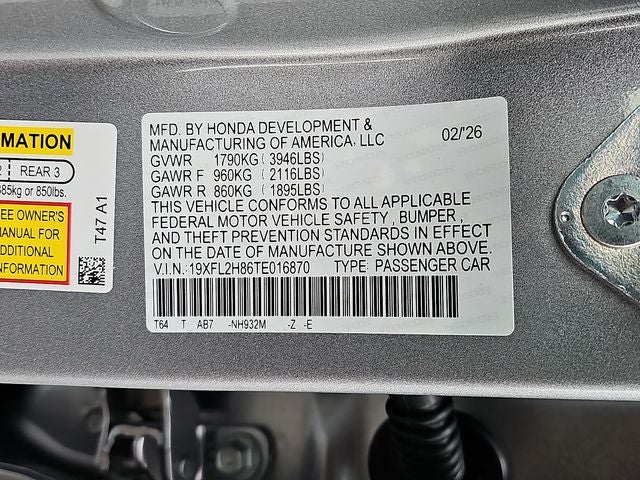 MFD. BY HONDA DEVELOPMENT &
MANUFACTURING OF AMERICA, LLC 02/'26
GVWR 1790KG ( 3946LBS)
GAWR F 960KG ( 2116LBS)
GAWR R 860KG ( 1895LBS)
THIS VEHICLE CONFORMS TO ALL APPLICABLE
FEDERAL MOTOR VEHICLE SAFETY , BUMPER ,
AND THEFT PREVENTION STANDARDS IN EFFECT
ON THE DATE OF MANUFACTURE SHOWN ABOVE.
V.I.N.: 19XFL2H86TE016870 TYPE: PASSENGER CAR
T64 T AB7 -NH932M -Z -E
MATION
2 REAR 3
385kg or 850lbs.
EE OWNER'S
MANUAL FOR
ADDITIONAL
INFORMATION
T47 A1